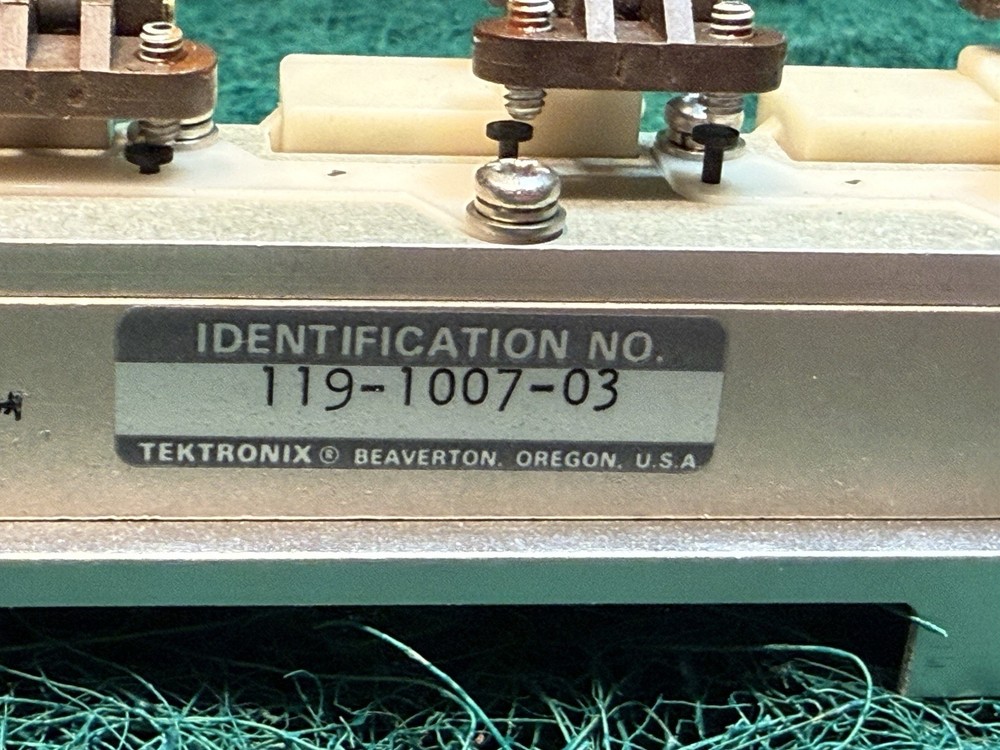 IDENTIFICATION NO.
119-1007-03
TEKTRONIX® BEAVERTON. OREGON. U.S.A